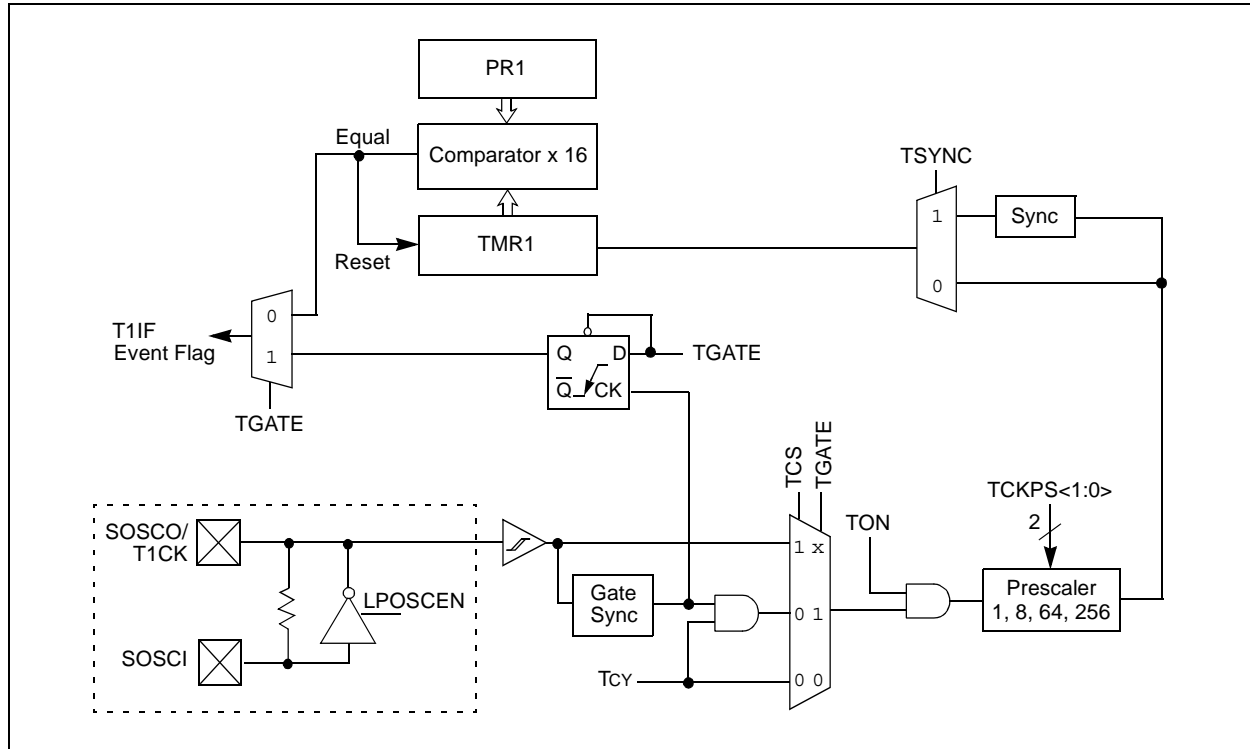 PR1
Equal
Comparator x 16
TSYNC
1
Sync
TMR1
Reset
0
0
T1IF
Event Flag
1
TGATE
Q
D
TGATE
Q̅
CK
TCS
TGATE
TCKPS<1:0>
2
TON
SOSCO/
T1CK
1 x
Prescaler
1, 8, 64, 256
LPOSCEN
Gate
Sync
0 1
SOSCI
TCY
0 0